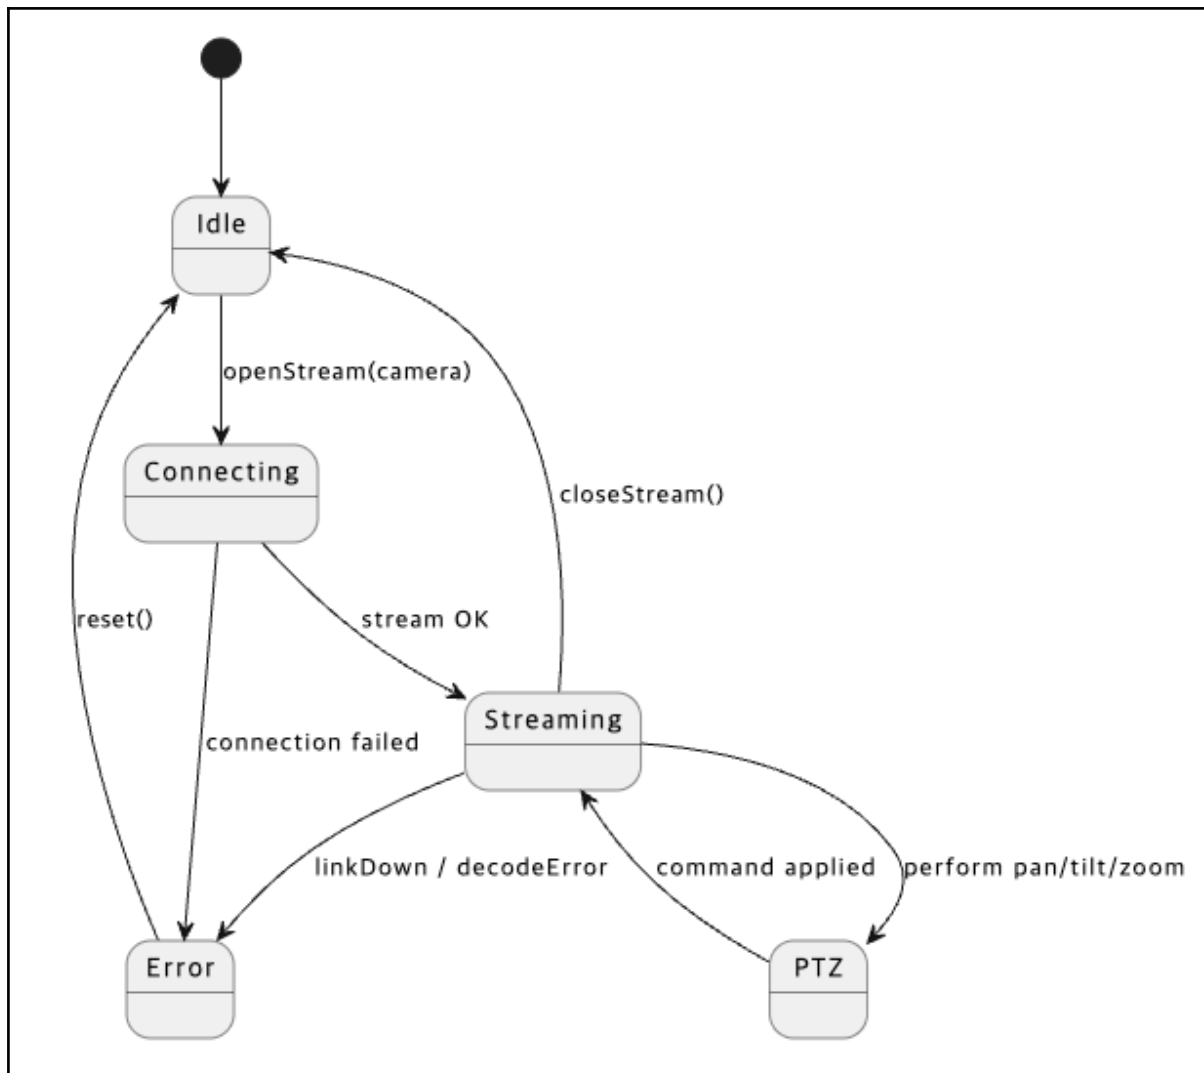 Idle
openStream(camera)
Connecting
closeStream()
reset()
stream OK
Streaming
connection failed
linkDown / decodeError
command applied
perform pan/tilt/zoom
Error
PTZ